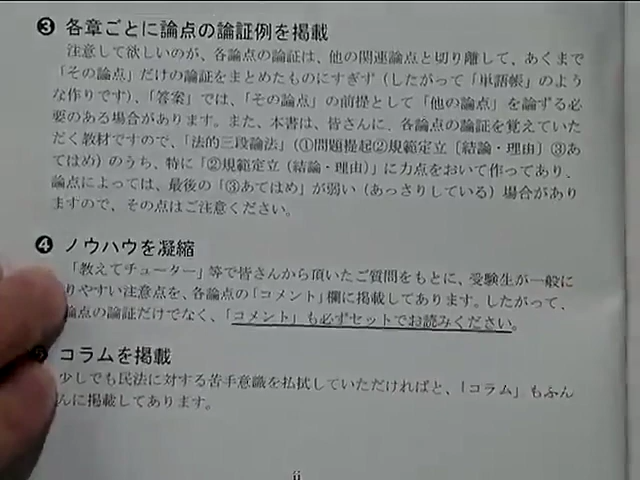 ❸ 各章ごとに論点の論証例を掲載
注意して欲しいのが、各論点の論証は、他の関連論点と切り離して、あくまで
「その論点」だけの論証をまとめたものにすぎず（したがって「単語帳」のよう
な作りです）、「答案」では、「その論点」の前提として「他の論点」を論ずる必
要のある場合があります。また、本書は、皆さんに、各論点の論証を覚えていた
だく教材ですので、「法的三段論法」（①問題提起②規範定立〔結論・理由〕③あ
てはめ）のうち、特に「②規範定立（結論・理由）」に力点をおいて作ってあり、
論点によっては、最後の「③あてはめ」が弱い（あっさりしている）場合があり
ますので、その点はご注意ください。
❹ ノウハウを凝縮
「教えてチューター」等で皆さんから頂いたご質問をもとに、受験生が一般に
りやすい注意点を、各論点の「コメント」欄に掲載してあります。したがって、
論点の論証だけでなく、「コメント」も必ずセットでお読みください。
コラムを掲載
少しでも民法に対する苦手意識を払拭していただければと、「コラム」もふん
んに掲載してあります。
ii